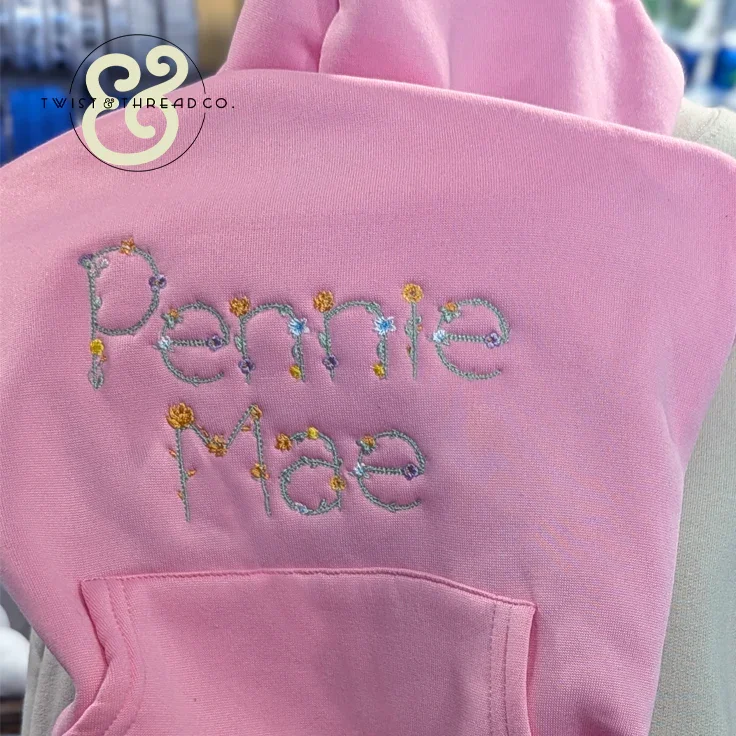 TWIST & THREAD CO.
Pennie
Mae